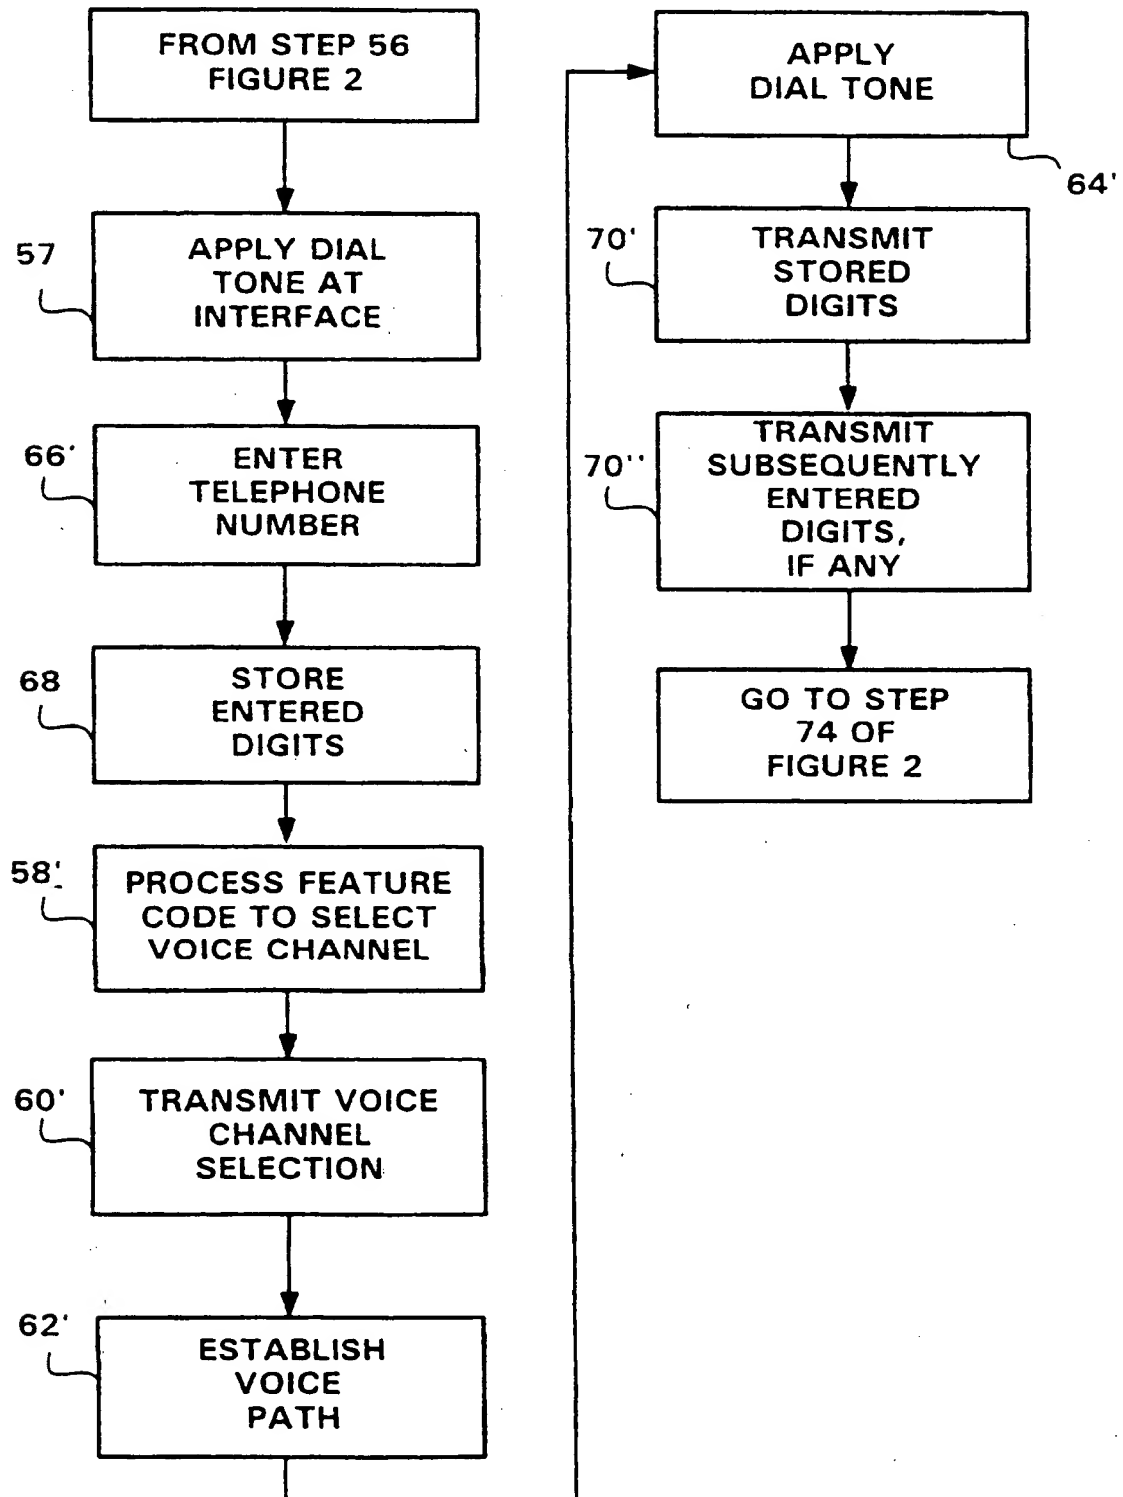 FROM STEP 56
FIGURE 2
57
APPLY DIAL
TONE AT
INTERFACE
66'
ENTER
TELEPHONE
NUMBER
68
STORE
ENTERED
DIGITS
58'
PROCESS FEATURE
CODE TO SELECT
VOICE CHANNEL
60'
TRANSMIT VOICE
CHANNEL
SELECTION
62'
ESTABLISH
VOICE
PATH
APPLY
DIAL TONE
64'
70'
TRANSMIT
STORED
DIGITS
70''
TRANSMIT
SUBSEQUENTLY
ENTERED
DIGITS,
IF ANY
GO TO STEP
74 OF
FIGURE 2